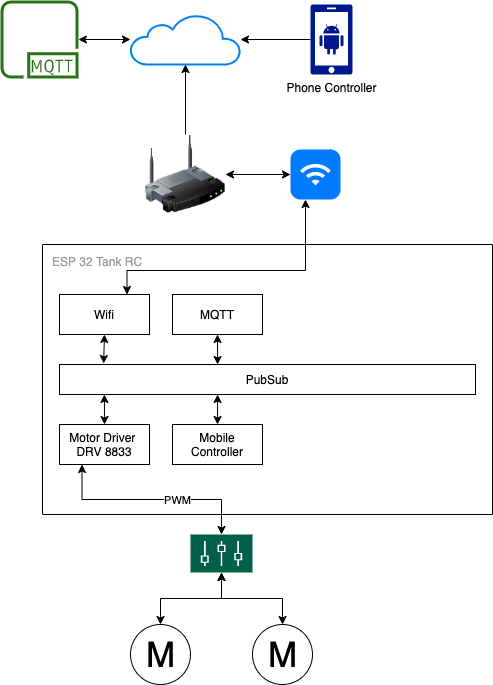 MQTT
Phone Controller
ESP 32 Tank RC
Wifi
MQTT
PubSub
Motor Driver
DRV 8833
Mobile
Controller
PWM
M
M